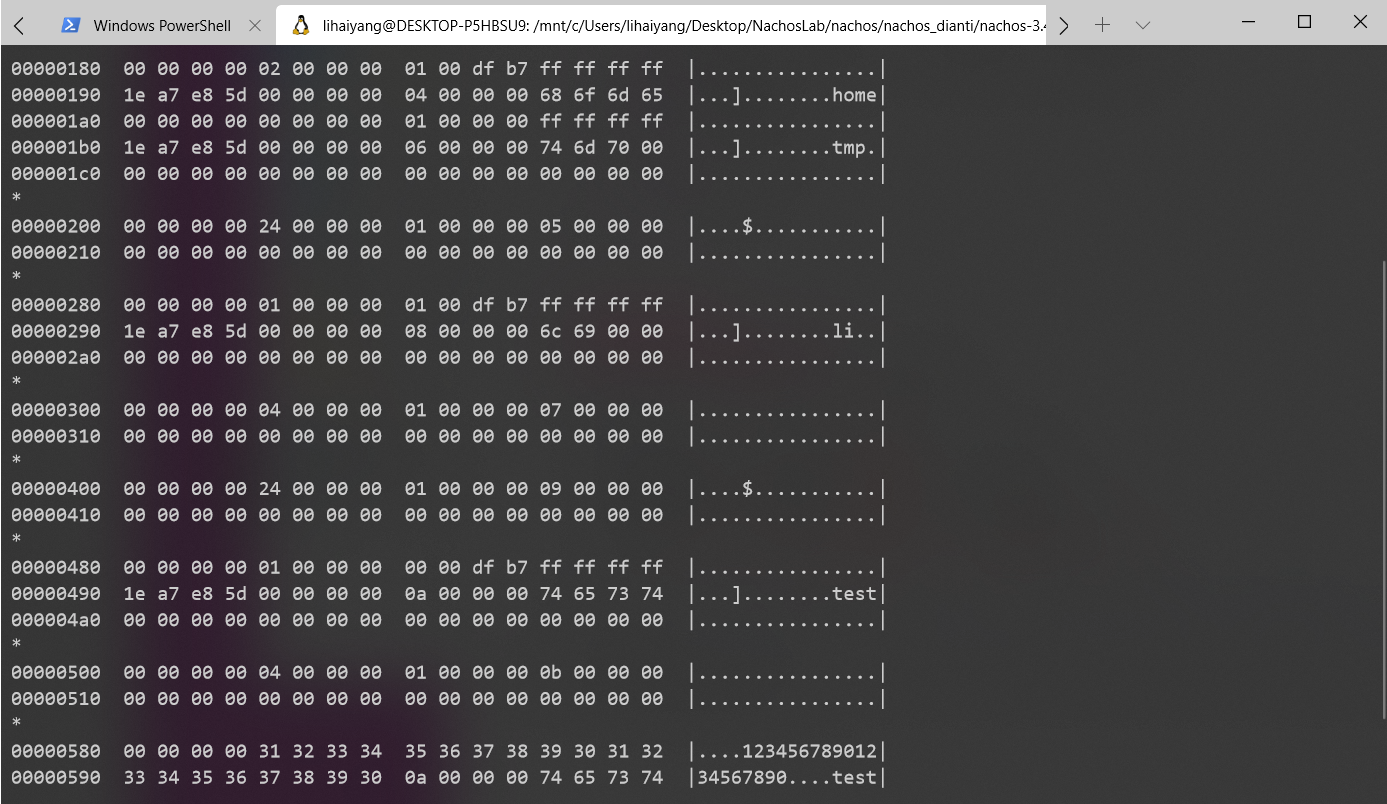 Windows PowerShell
lihaiyang@DESKTOP-P5HBSU9: /mnt/c/Users/lihaiyang/Desktop/NachosLab/nachos/nachos_dianti/nachos-3.4
00000180  00 00 00 00 02 00 00 00  01 00 df b7 ff ff ff ff  |................|
00000190  1e a7 e8 5d 00 00 00 00  04 00 00 00 68 6f 6d 65  |...]........home|
000001a0  00 00 00 00 00 00 00 00  01 00 00 00 ff ff ff ff  |................|
000001b0  1e a7 e8 5d 00 00 00 00  06 00 00 00 74 6d 70 00  |...]........tmp.|
000001c0  00 00 00 00 00 00 00 00  00 00 00 00 00 00 00 00  |................|
*
00000200  00 00 00 00 24 00 00 00  01 00 00 00 05 00 00 00  |....$...........|
00000210  00 00 00 00 00 00 00 00  00 00 00 00 00 00 00 00  |................|
*
00000280  00 00 00 00 01 00 00 00  01 00 df b7 ff ff ff ff  |................|
00000290  1e a7 e8 5d 00 00 00 00  08 00 00 00 6c 69 00 00  |...]........li..|
000002a0  00 00 00 00 00 00 00 00  00 00 00 00 00 00 00 00  |................|
*
00000300  00 00 00 00 04 00 00 00  01 00 00 00 07 00 00 00  |................|
00000310  00 00 00 00 00 00 00 00  00 00 00 00 00 00 00 00  |................|
*
00000400  00 00 00 00 24 00 00 00  01 00 00 00 09 00 00 00  |....$...........|
00000410  00 00 00 00 00 00 00 00  00 00 00 00 00 00 00 00  |................|
*
00000480  00 00 00 00 01 00 00 00  00 00 df b7 ff ff ff ff  |................|
00000490  1e a7 e8 5d 00 00 00 00  0a 00 00 00 74 65 73 74  |...]........test|
000004a0  00 00 00 00 00 00 00 00  00 00 00 00 00 00 00 00  |................|
*
00000500  00 00 00 00 04 00 00 00  01 00 00 00 0b 00 00 00  |................|
00000510  00 00 00 00 00 00 00 00  00 00 00 00 00 00 00 00  |................|
*
00000580  00 00 00 00 31 32 33 34  35 36 37 38 39 30 31 32  |....123456789012|
00000590  33 34 35 36 37 38 39 30  0a 00 00 00 74 65 73 74  |34567890....test|